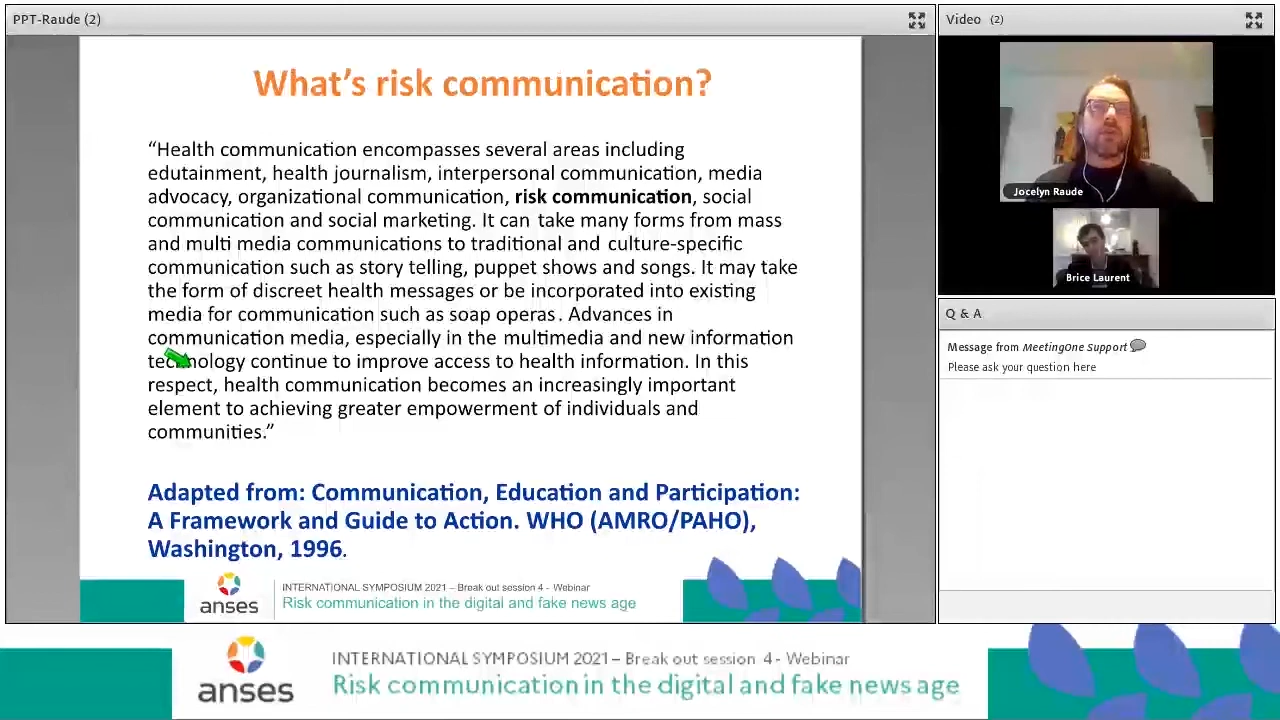 PPT-Raude (2)
What's risk communication?
“Health communication encompasses several areas including
edutainment, health journalism, interpersonal communication, media
advocacy, organizational communication, risk communication, social
communication and social marketing. It can take many forms from mass
and multi media communications to traditional and culture-specific
communication such as story telling, puppet shows and songs. It may take
the form of discreet health messages or be incorporated into existing
media for communication such as soap operas. Advances in
communication media, especially in the multimedia and new information
technology continue to improve access to health information. In this
respect, health communication becomes an increasingly important
element to achieving greater empowerment of individuals and
communities.”
Adapted from: Communication, Education and Participation:
A Framework and Guide to Action. WHO (AMRO/PAHO),
Washington, 1996.
anses
INTERNATIONAL SYMPOSIUM 2021 – Break out session 4 - Webinar
Risk communication in the digital and fake news age
Video (2)
Jocelyn Raude
Brice Laurent
Q & A
Message from MeetingOne Support
Please ask your question here
anses
INTERNATIONAL SYMPOSIUM 2021 – Break out session 4 - Webinar
Risk communication in the digital and fake news age